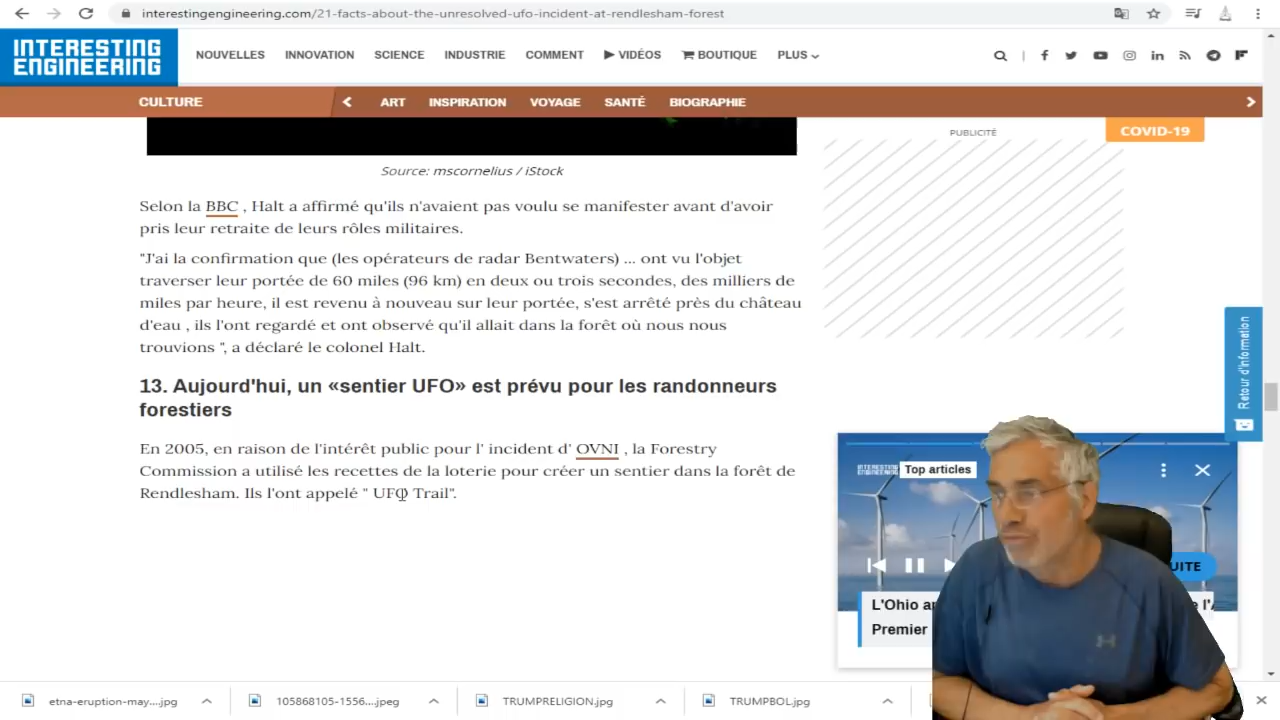 interestingengineering.com/21-facts-about-the-unresolved-ufo-incident-at-rendlesham-forest
INTERESTING
ENGINEERING
NOUVELLES INNOVATION SCIENCE INDUSTRIE COMMENT VIDÉOS BOUTIQUE PLUS
CULTURE ART INSPIRATION VOYAGE SANTÉ BIOGRAPHIE
PUBLICITÉ
COVID-19
Source: mscornelius / iStock
Selon la BBC , Halt a affirmé qu'ils n'avaient pas voulu se manifester avant d'avoir
pris leur retraite de leurs rôles militaires.
"J'ai la confirmation que (les opérateurs de radar Bentwaters) ... ont vu l'objet
traverser leur portée de 60 miles (96 km) en deux ou trois secondes, des milliers de
miles par heure, il est revenu à nouveau sur leur portée, s'est arrêté près du château
d'eau , ils l'ont regardé et ont observé qu'il allait dans la forêt où nous nous
trouvions ", a déclaré le colonel Halt.
Retour d'information
13. Aujourd'hui, un «sentier UFO» est prévu pour les randonneurs
forestiers
En 2005, en raison de l'intérêt public pour l' incident d' OVNI , la Forestry
Commission a utilisé les recettes de la loterie pour créer un sentier dans la forêt de
Rendlesham. Ils l'ont appelé " UFO Trail".
INTERESTING
ENGINEERING
Top articles
UITE
L'Ohio
Premier
etna-eruption-may....jpg 105868105-1556....jpeg TRUMPRELIGION.jpg TRUMPBOL.jpg